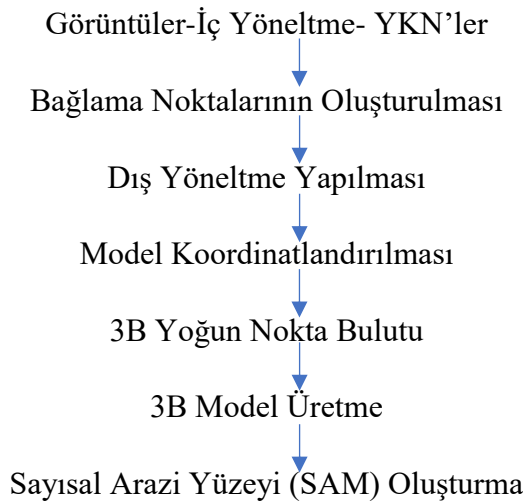 Görüntüler-İç Yöneltme- YKN’ler
Bağlama Noktalarının Oluşturulması
Dış Yöneltme Yapılması
Model Koordinatlandırılması
3B Yoğun Nokta Bulutu
3B Model Üretme
Sayısal Arazi Yüzeyi (SAM) Oluşturma